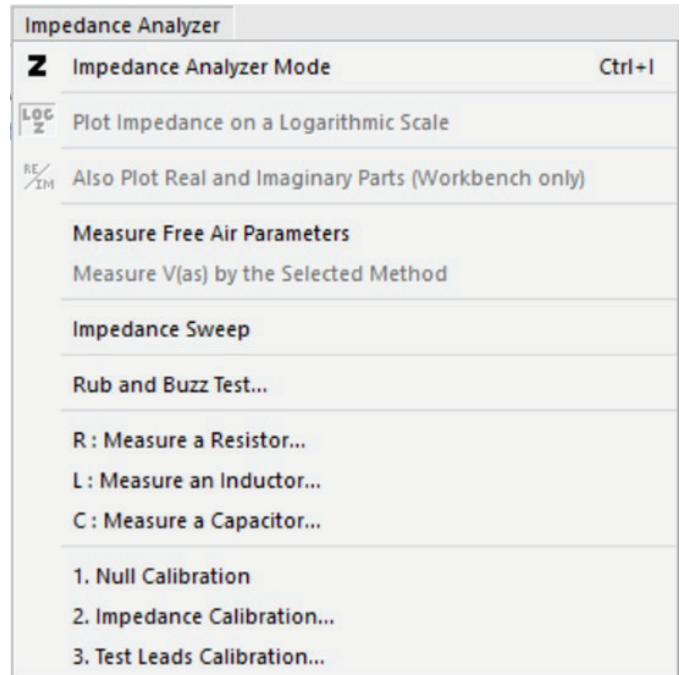 Impedance Analyzer
Z Impedance Analyzer Mode Ctrl+I
LOG Z Plot Impedance on a Logarithmic Scale
RE/IM Also Plot Real and Imaginary Parts (Workbench only)
Measure Free Air Parameters
Measure V(as) by the Selected Method
Impedance Sweep
Rub and Buzz Test...
R : Measure a Resistor...
L : Measure an Inductor...
C : Measure a Capacitor...
1. Null Calibration
2. Impedance Calibration...
3. Test Leads Calibration...